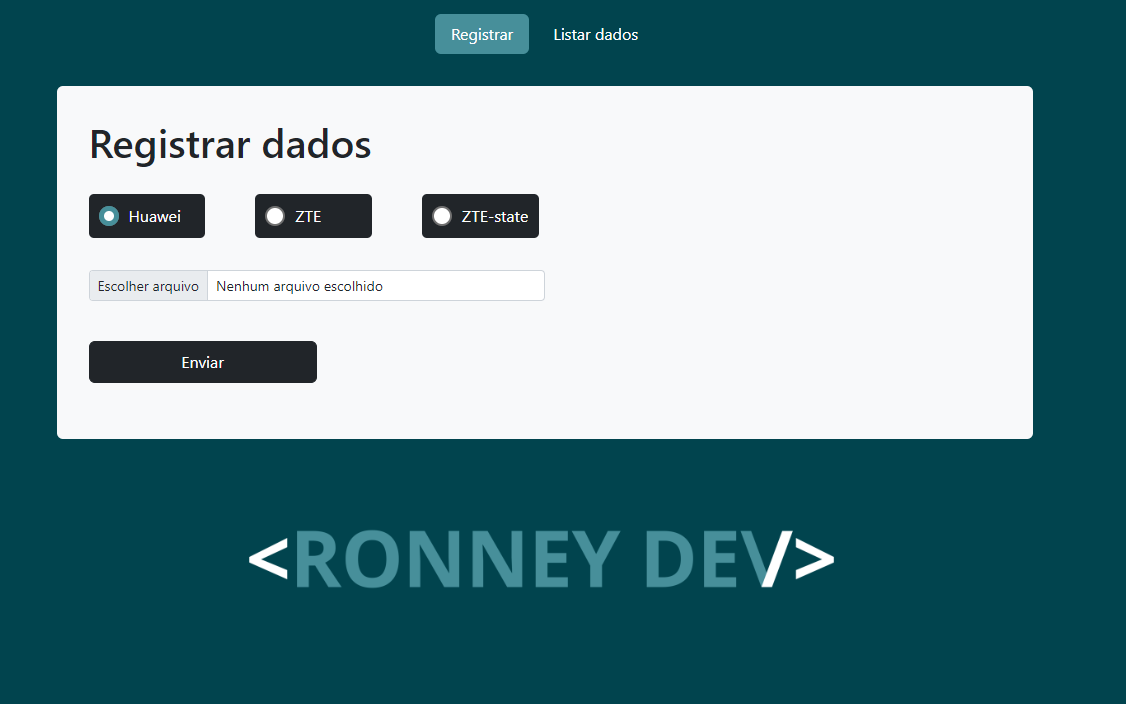 Registrar Listar dados
Registrar dados
Huawei ZTE ZTE-state
Escolher arquivo Nenhum arquivo escolhido
Enviar
<RONNEY DEV/>